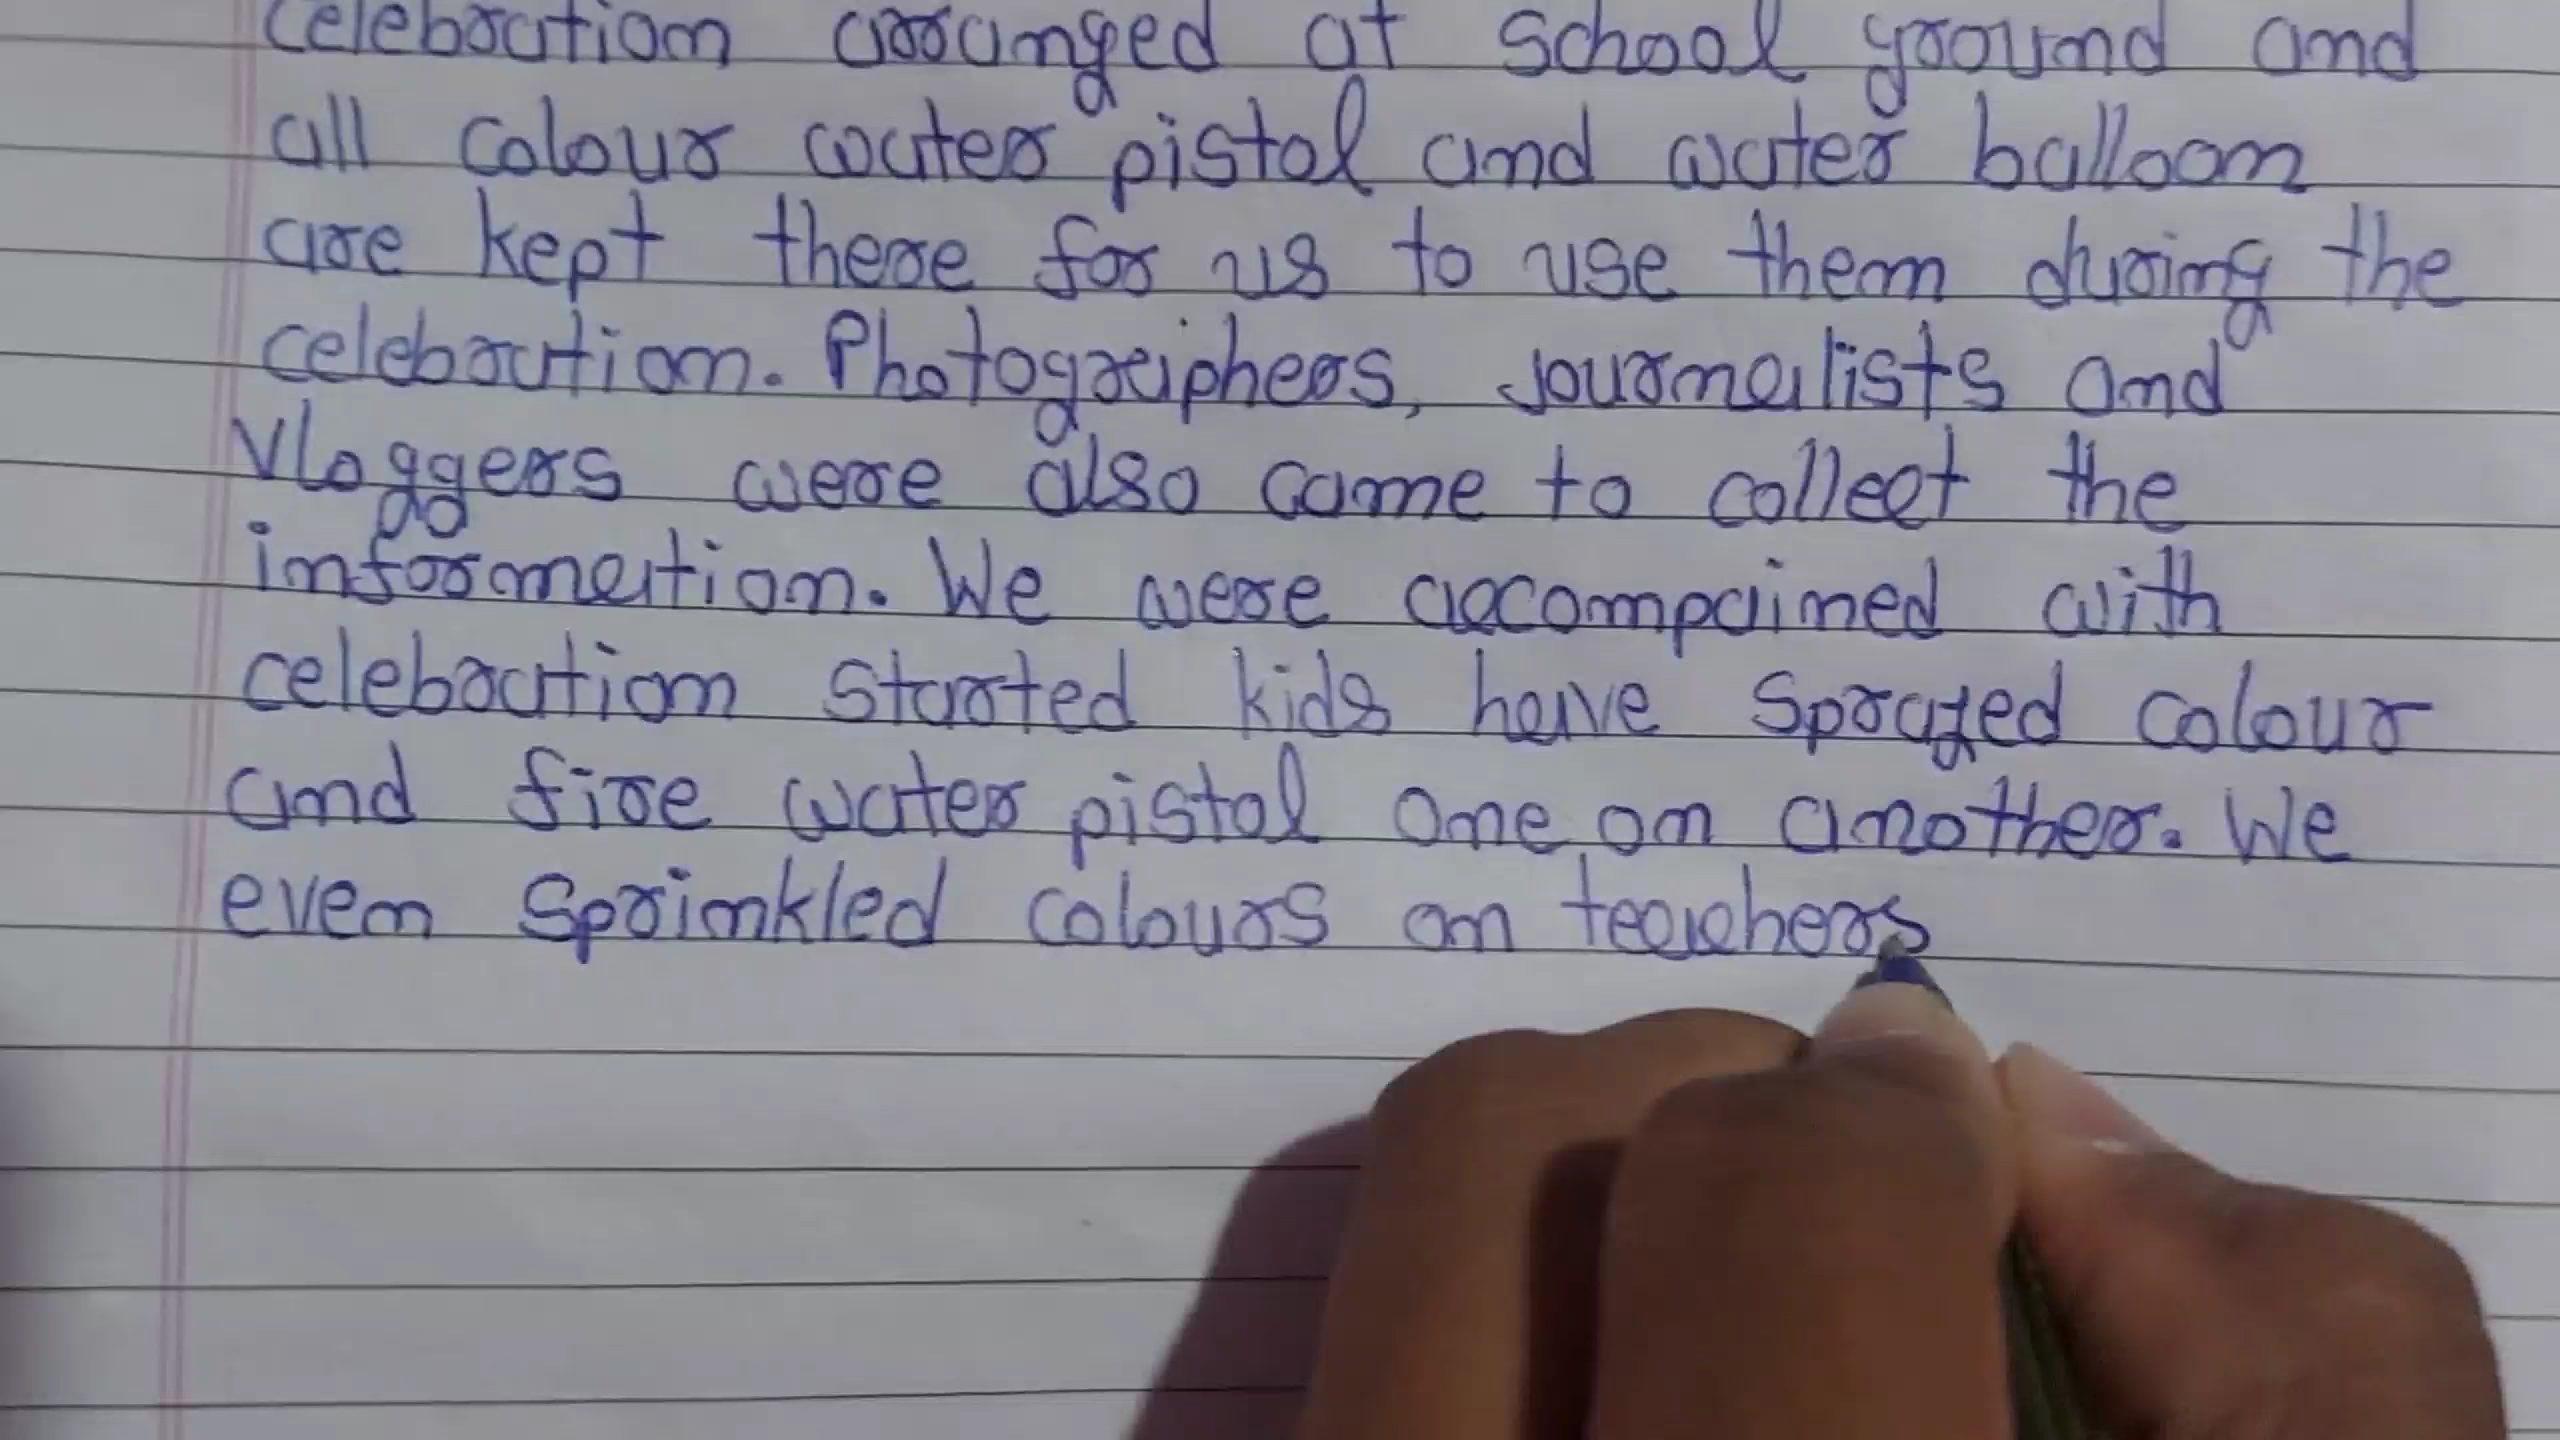 celebration arranged at school ground and
all colour water pistol and water balloon
are kept there for us to use them during the
celebration. Photographers, journalists and
Vloggers were also came to collect the
information. We were accompained with
celebration started kids have sprayed colour
and fire water pistol one on another. We
even sprinkled colours on teachers